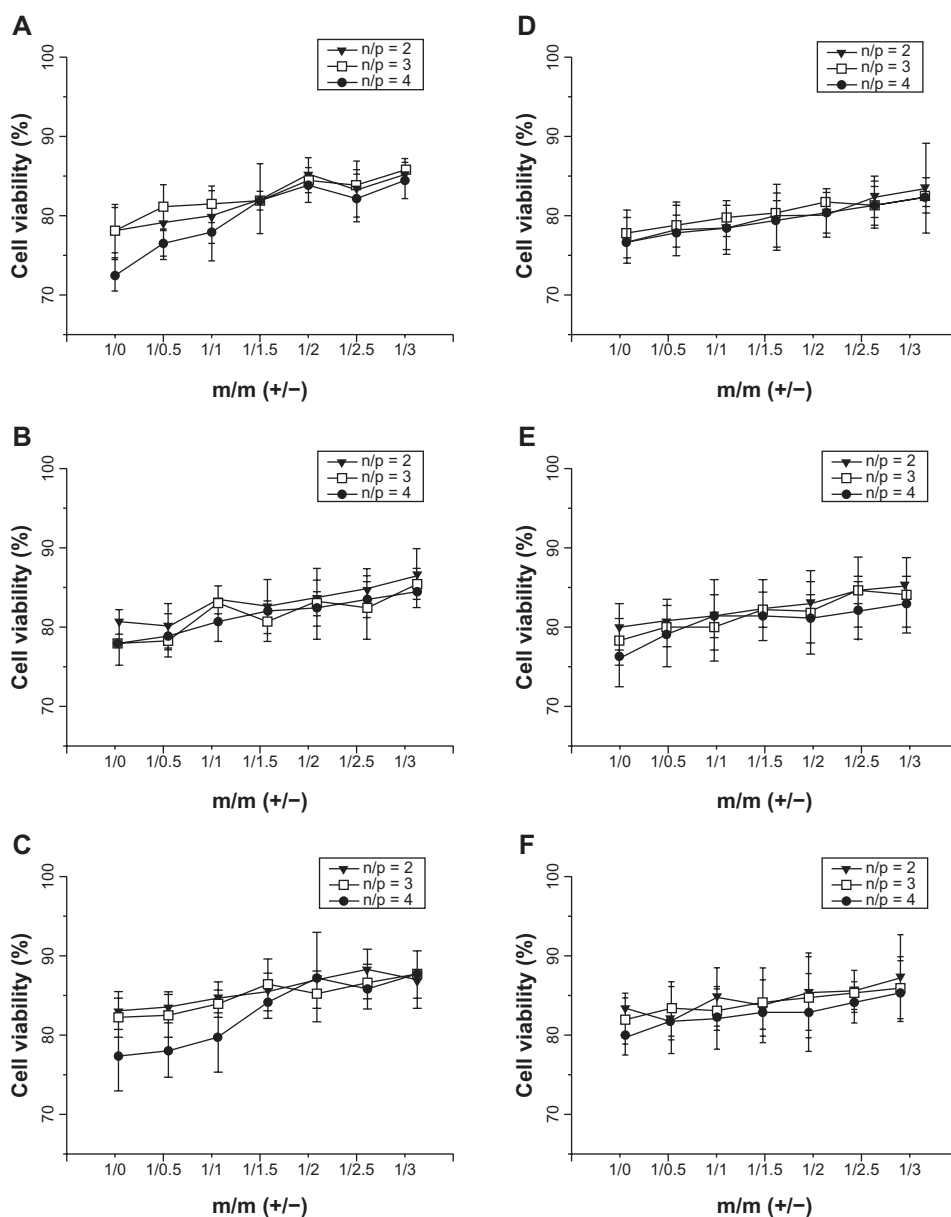 A
n/p = 2
n/p = 3
n/p = 4
100
90
80
70
Cell viability (%)
1/0 1/0.5 1/1 1/1.5 1/2 1/2.5 1/3
m/m (+/−)
D
n/p = 2
n/p = 3
n/p = 4
100
90
80
70
Cell viability (%)
1/0 1/0.5 1/1 1/1.5 1/2 1/2.5 1/3
m/m (+/−)
B
n/p = 2
n/p = 3
n/p = 4
100
90
80
70
Cell viability (%)
1/0 1/0.5 1/1 1/1.5 1/2 1/2.5 1/3
m/m (+/−)
E
n/p = 2
n/p = 3
n/p = 4
100
90
80
70
Cell viability (%)
1/0 1/0.5 1/1 1/1.5 1/2 1/2.5 1/3
m/m (+/−)
C
n/p = 2
n/p = 3
n/p = 4
100
90
80
70
Cell viability (%)
1/0 1/0.5 1/1 1/1.5 1/2 1/2.5 1/3
m/m (+/−)
F
n/p = 2
n/p = 3
n/p = 4
100
90
80
70
Cell viability (%)
1/0 1/0.5 1/1 1/1.5 1/2 1/2.5 1/3
m/m (+/−)